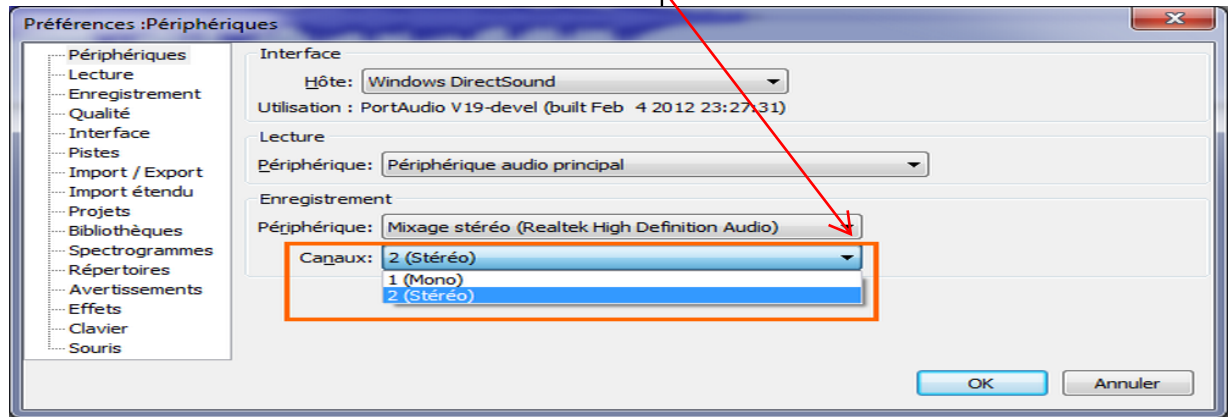 Préférences :Périphériques
Périphériques
Lecture
Enregistrement
Qualité
Interface
Pistes
Import / Export
Import étendu
Projets
Bibliothèques
Spectrogrammes
Répertoires
Avertissements
Effets
Clavier
Souris
Interface
Hôte: Windows DirectSound
Utilisation : PortAudio V19-devel (built Feb 4 2012 23:27:31)
Lecture
Périphérique: Périphérique audio principal
Enregistrement
Périphérique: Mixage stéréo (Realtek High Definition Audio)
Canaux: 2 (Stéréo)
1 (Mono)
2 (Stéréo)
OK Annuler